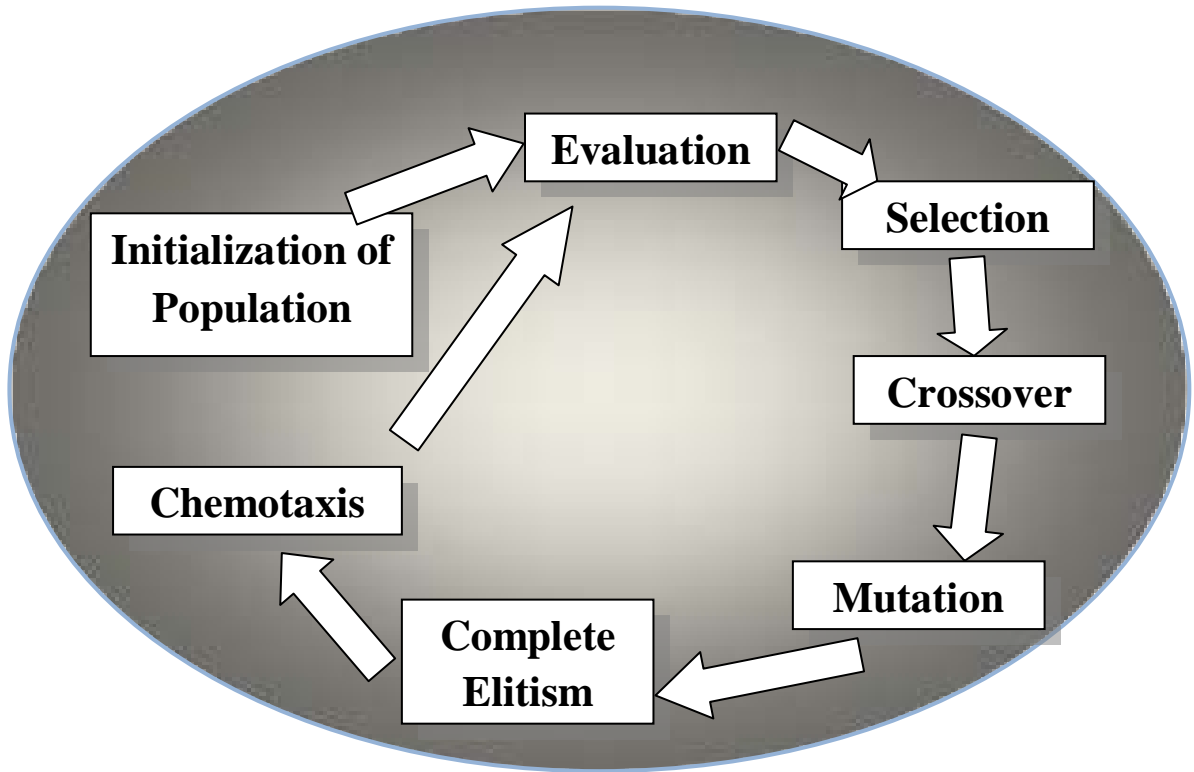 Evaluation
Selection
Initialization of
Population
Crossover
Chemotaxis
Mutation
Complete
Elitism